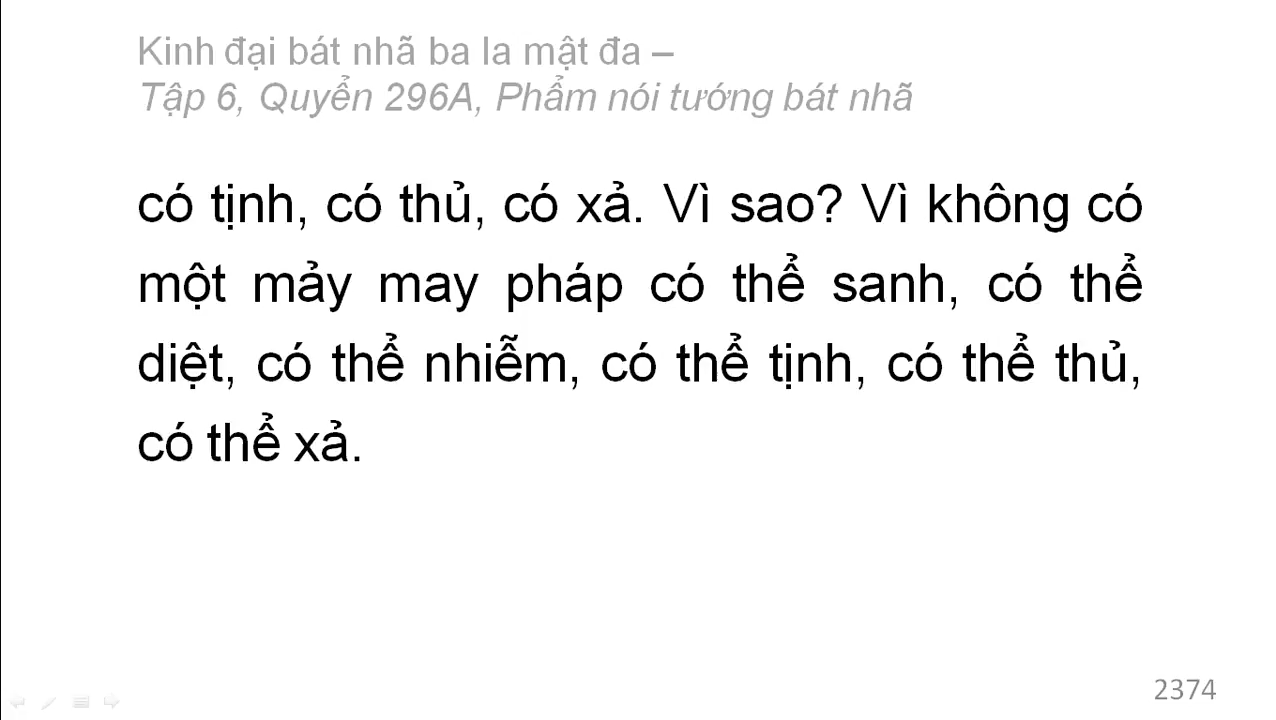 Kinh đại bát nhã ba la mật đa –
Tập 6, Quyển 296A, Phẩm nói tướng bát nhã
có tịnh, có thủ, có xả. Vì sao? Vì không có
một mảy may pháp có thể sanh, có thể
diệt, có thể nhiễm, có thể tịnh, có thể thủ,
có thể xả.
2374